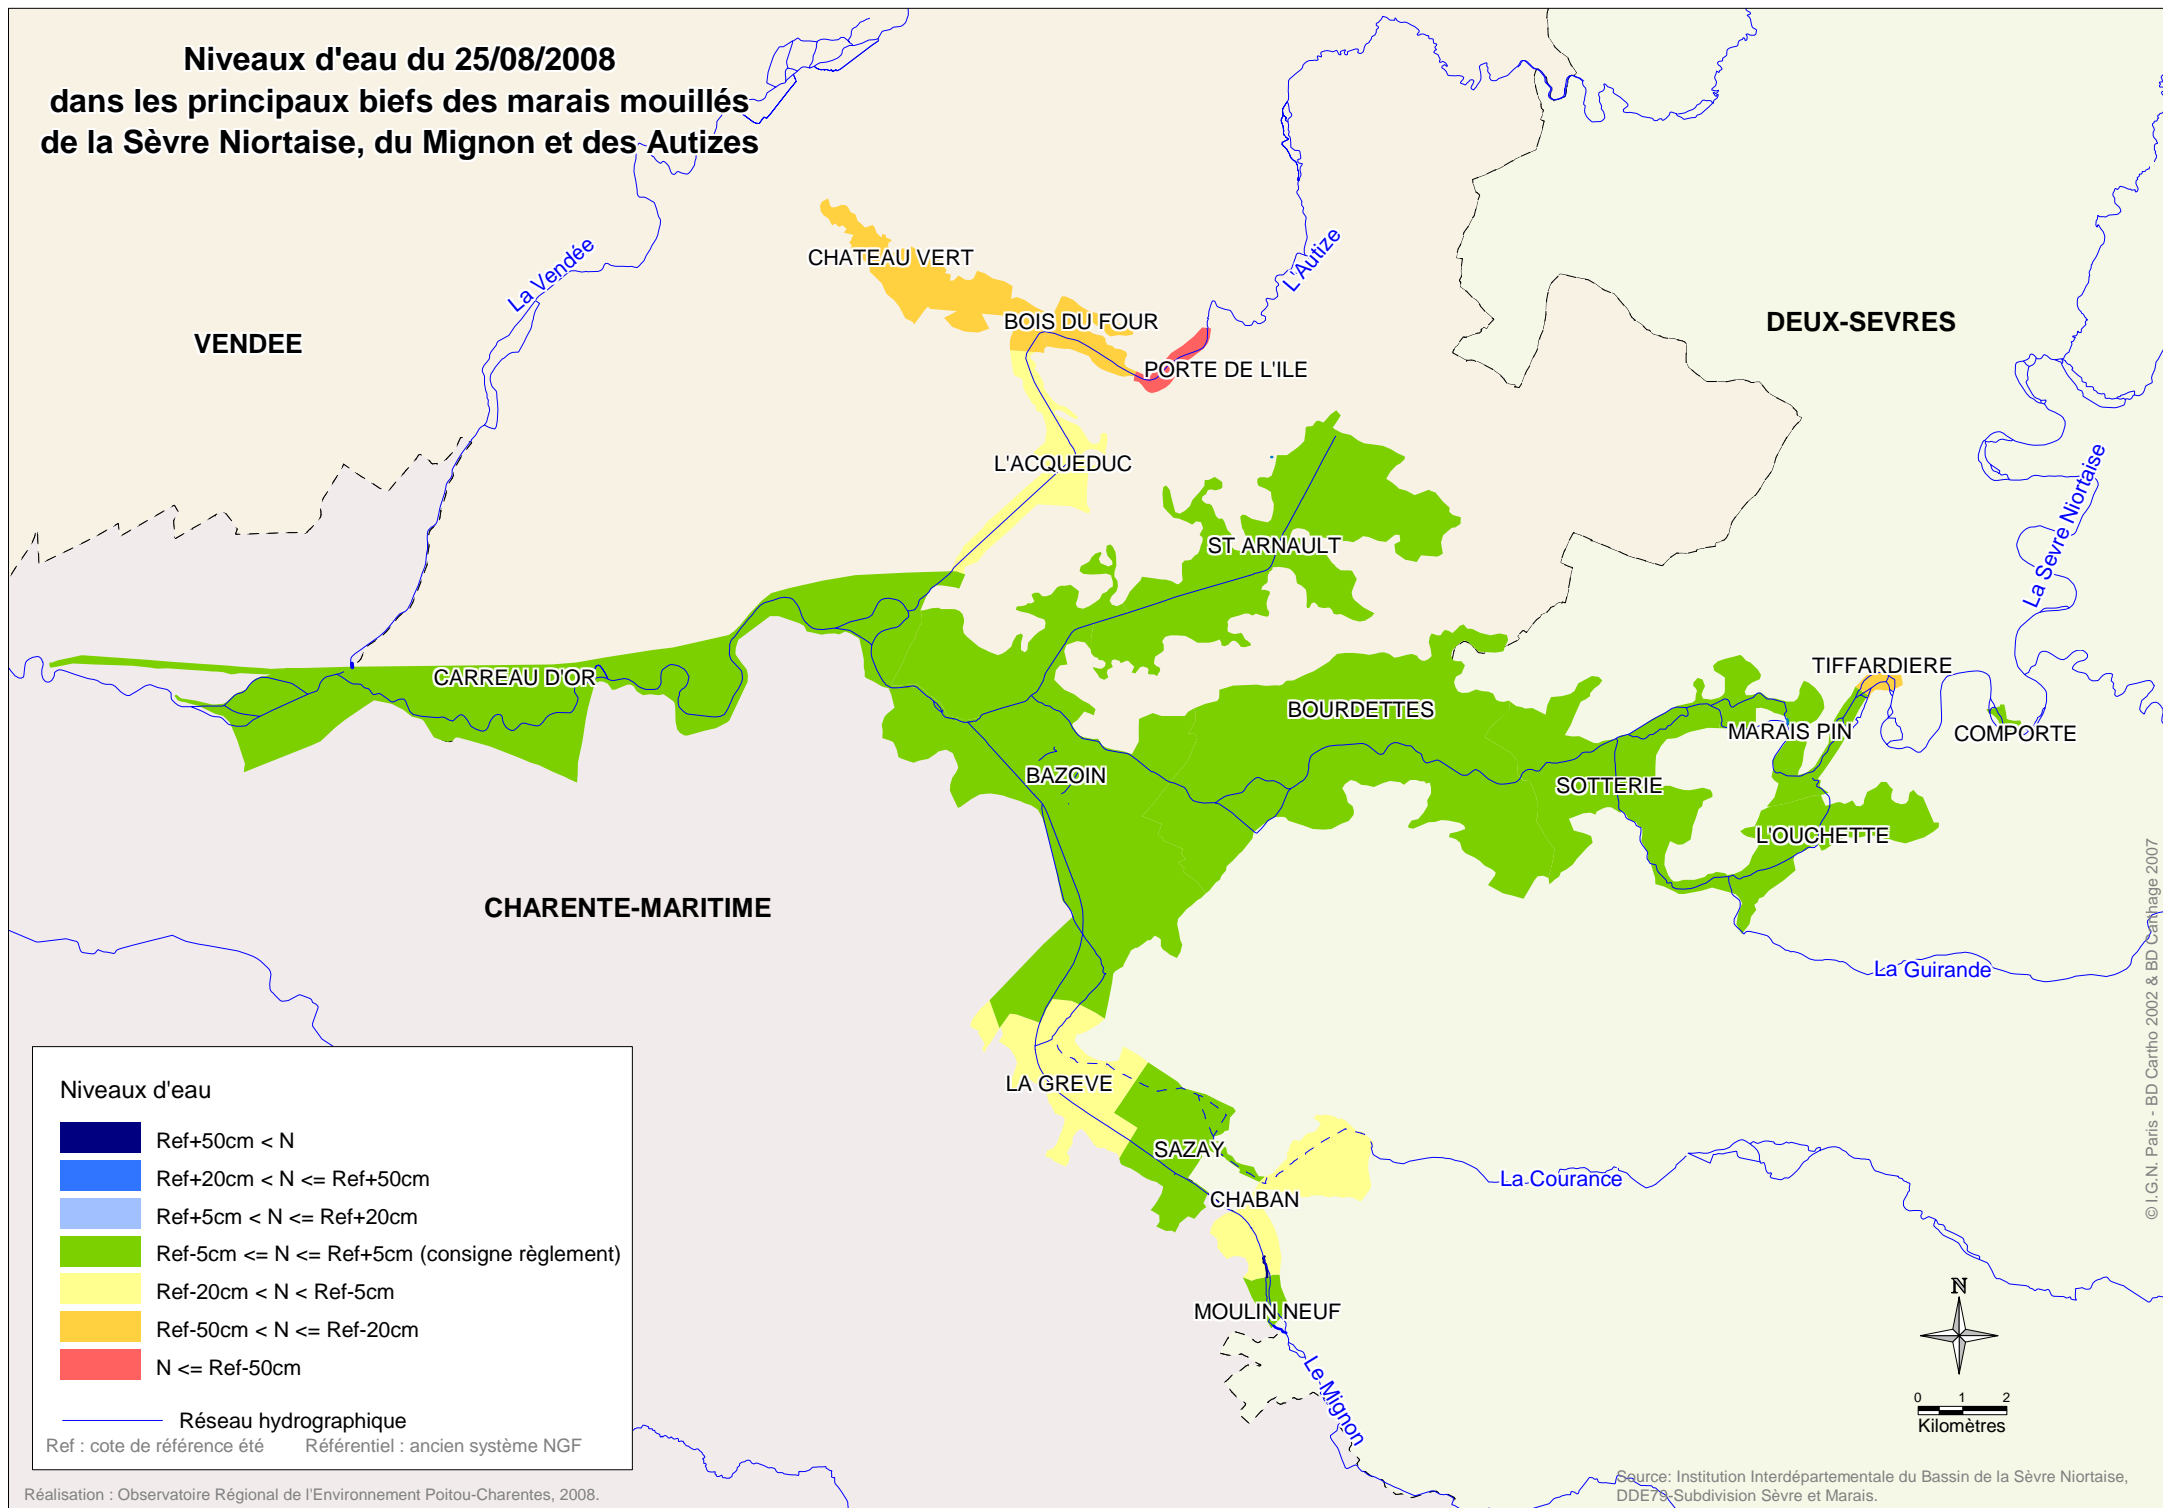 Niveaux d'eau du 25/08/2008
dans les principaux biefs des marais mouillés
de la Sèvre Niortaise, du Mignon et des Autizes
La Vendée
CHATEAU VERT
L'Autize
VENDEE
BOIS DU FOUR
DEUX-SEVRES
PORTE DE L'ILE
L'ACQUEDUC
La Sevre Niortaise
ST ARNAULT
CARREAU D'OR
TIFFARDIERE
BOURDETTES
MARAIS PIN
COMPORTE
BAZOIN
SOTTERIE
L'OUCHETTE
CHARENTE-MARITIME
La Guirande
LA GREVE
SAZAY
La Courance
CHABAN
MOULIN NEUF
Le Mignon
Niveaux d'eau
Ref+50cm < N
Ref+20cm < N <= Ref+50cm
Ref+5cm < N <= Ref+20cm
Ref-5cm <= N <= Ref+5cm (consigne règlement)
Ref-20cm < N < Ref-5cm
Ref-50cm < N <= Ref-20cm
N <= Ref-50cm
Réseau hydrographique
Ref : cote de référence été Référentiel : ancien système NGF
Réalisation : Observatoire Régional de l'Environnement Poitou-Charentes, 2008.
N
0 1 2
Kilomètres
Source: Institution Interdépartementale du Bassin de la Sèvre Niortaise,
DDE79-Subdivision Sèvre et Marais.
© I.G.N. Paris - BD Cartho 2002 & BD Carthage 2007